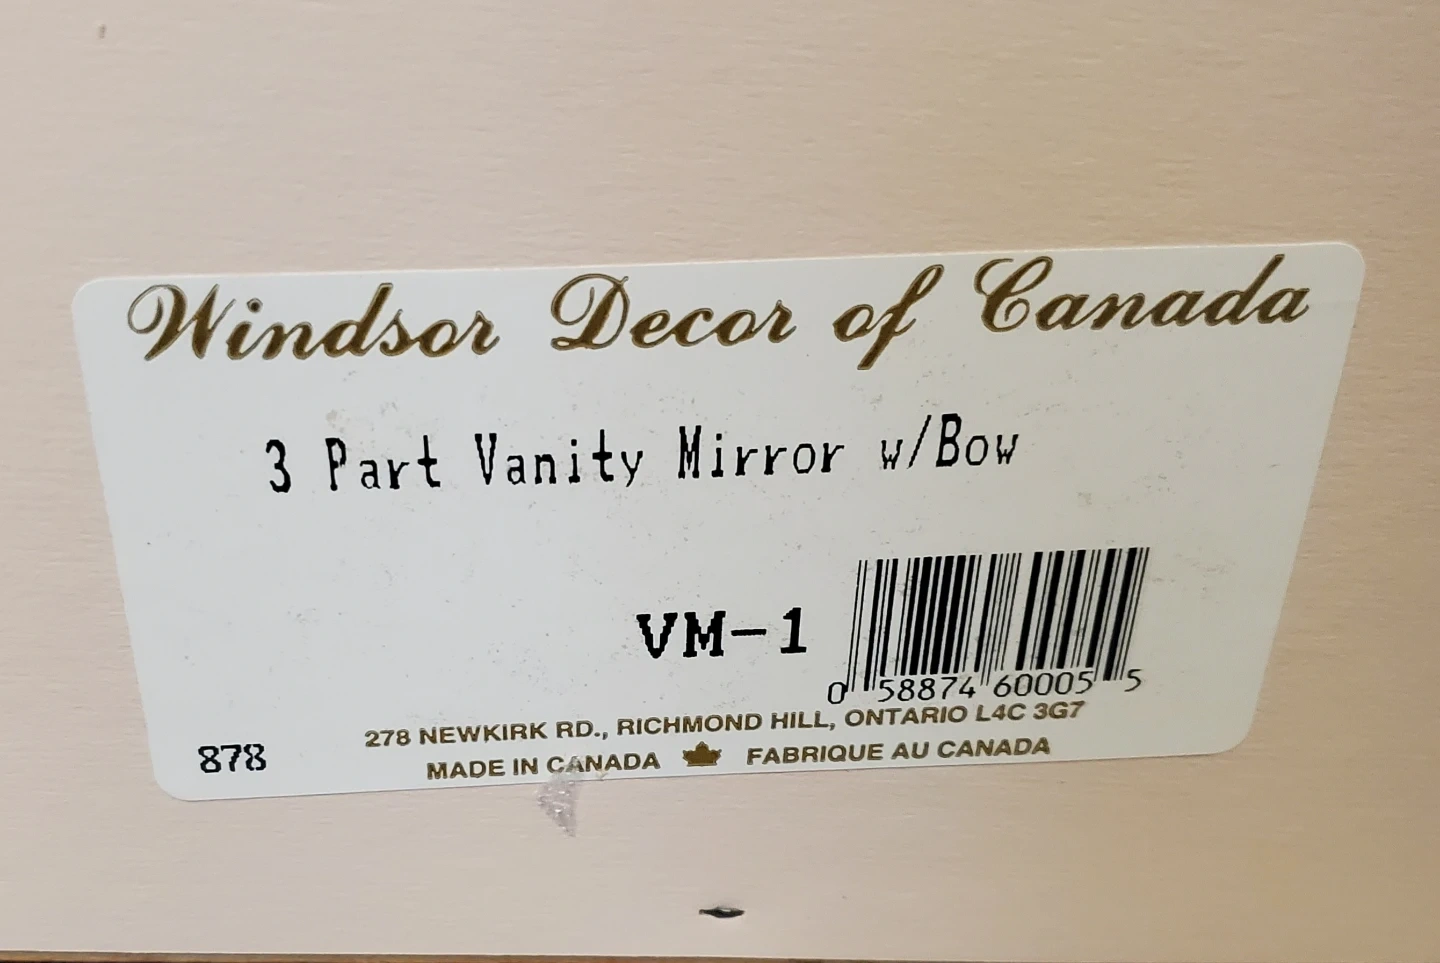 Windsor Decor of Canada
3 Part Vanity Mirror w/Bow
VM-1
0 58874 60005 5
278 NEWKIRK RD., RICHMOND HILL, ONTARIO L4C 3G7
878
MADE IN CANADA FABRIQUE AU CANADA